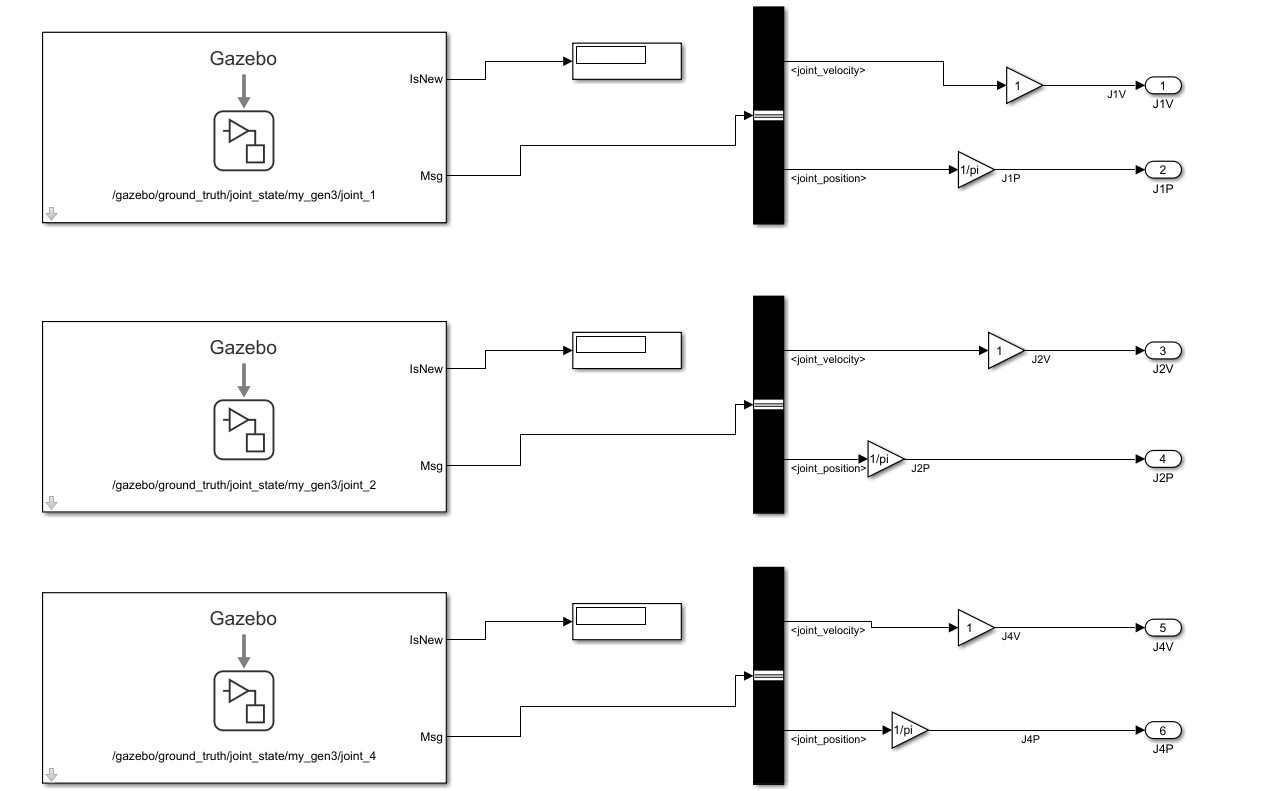 Gazebo
IsNew
Msg
/gazebo/ground_truth/joint_state/my_gen3/joint_1
<joint_velocity>
1
J1V
1
J1V
<joint_position>
1/pi
J1P
2
J1P
Gazebo
IsNew
Msg
/gazebo/ground_truth/joint_state/my_gen3/joint_2
<joint_velocity>
1
J2V
3
J2V
<joint_position>
1/pi
J2P
4
J2P
Gazebo
IsNew
Msg
/gazebo/ground_truth/joint_state/my_gen3/joint_4
<joint_velocity>
1
J4V
5
J4V
<joint_position>
1/pi
J4P
6
J4P